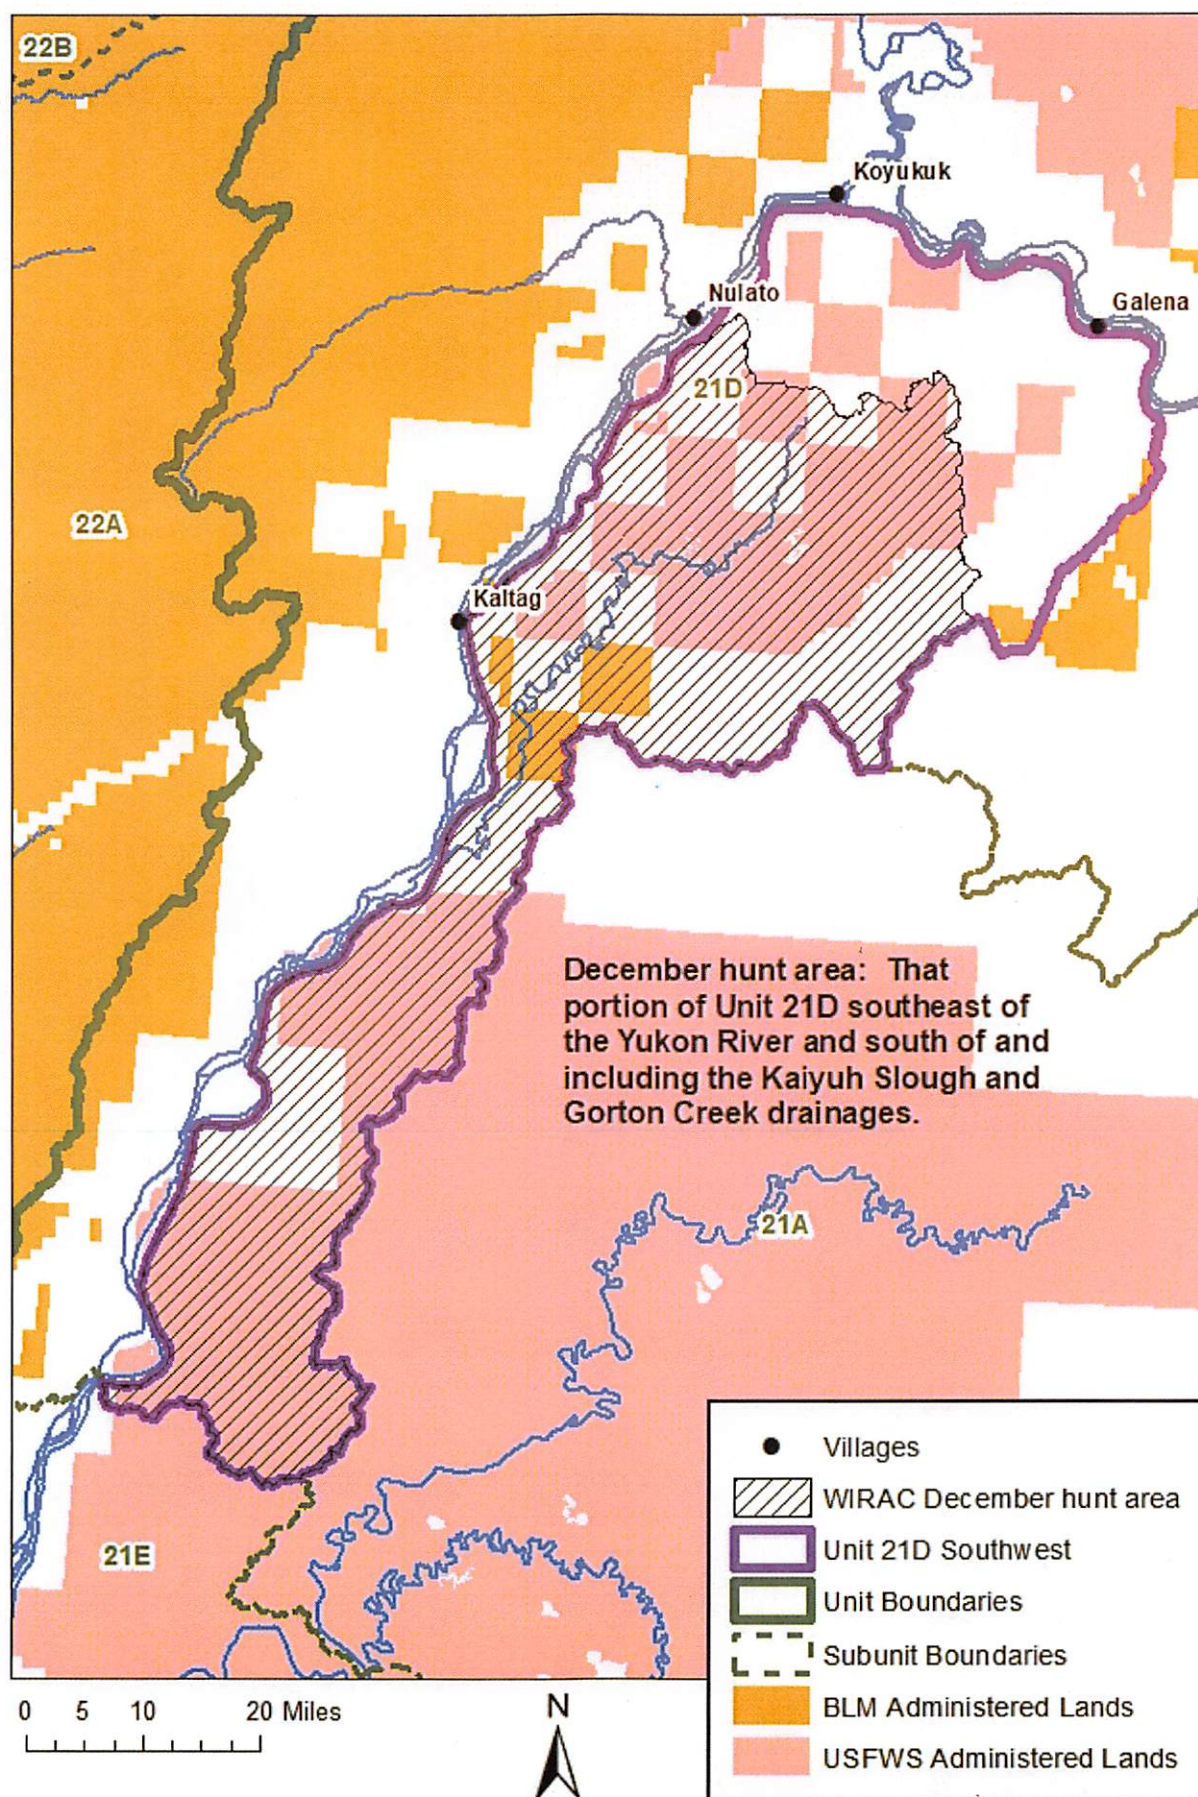 22B
Koyukuk
Nulato
Galena
21D
22A
Kaltag
December hunt area: That
portion of Unit 21D southeast of
the Yukon River and south of and
including the Kaiyuh Slough and
Gorton Creek drainages.
21A
21E
Villages
WIRAC December hunt area
Unit 21D Southwest
Unit Boundaries
Subunit Boundaries
BLM Administered Lands
USFWS Administered Lands
0 5 10 20 Miles
N